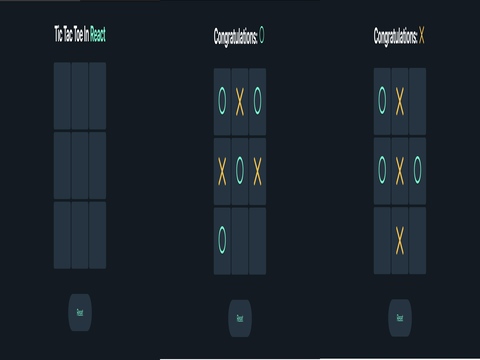 Tic Tac Toe In React
O X O
X O X
O
Reset
Congratulations: O
Congratulations: X
O X
O X O
X
Reset
Reset